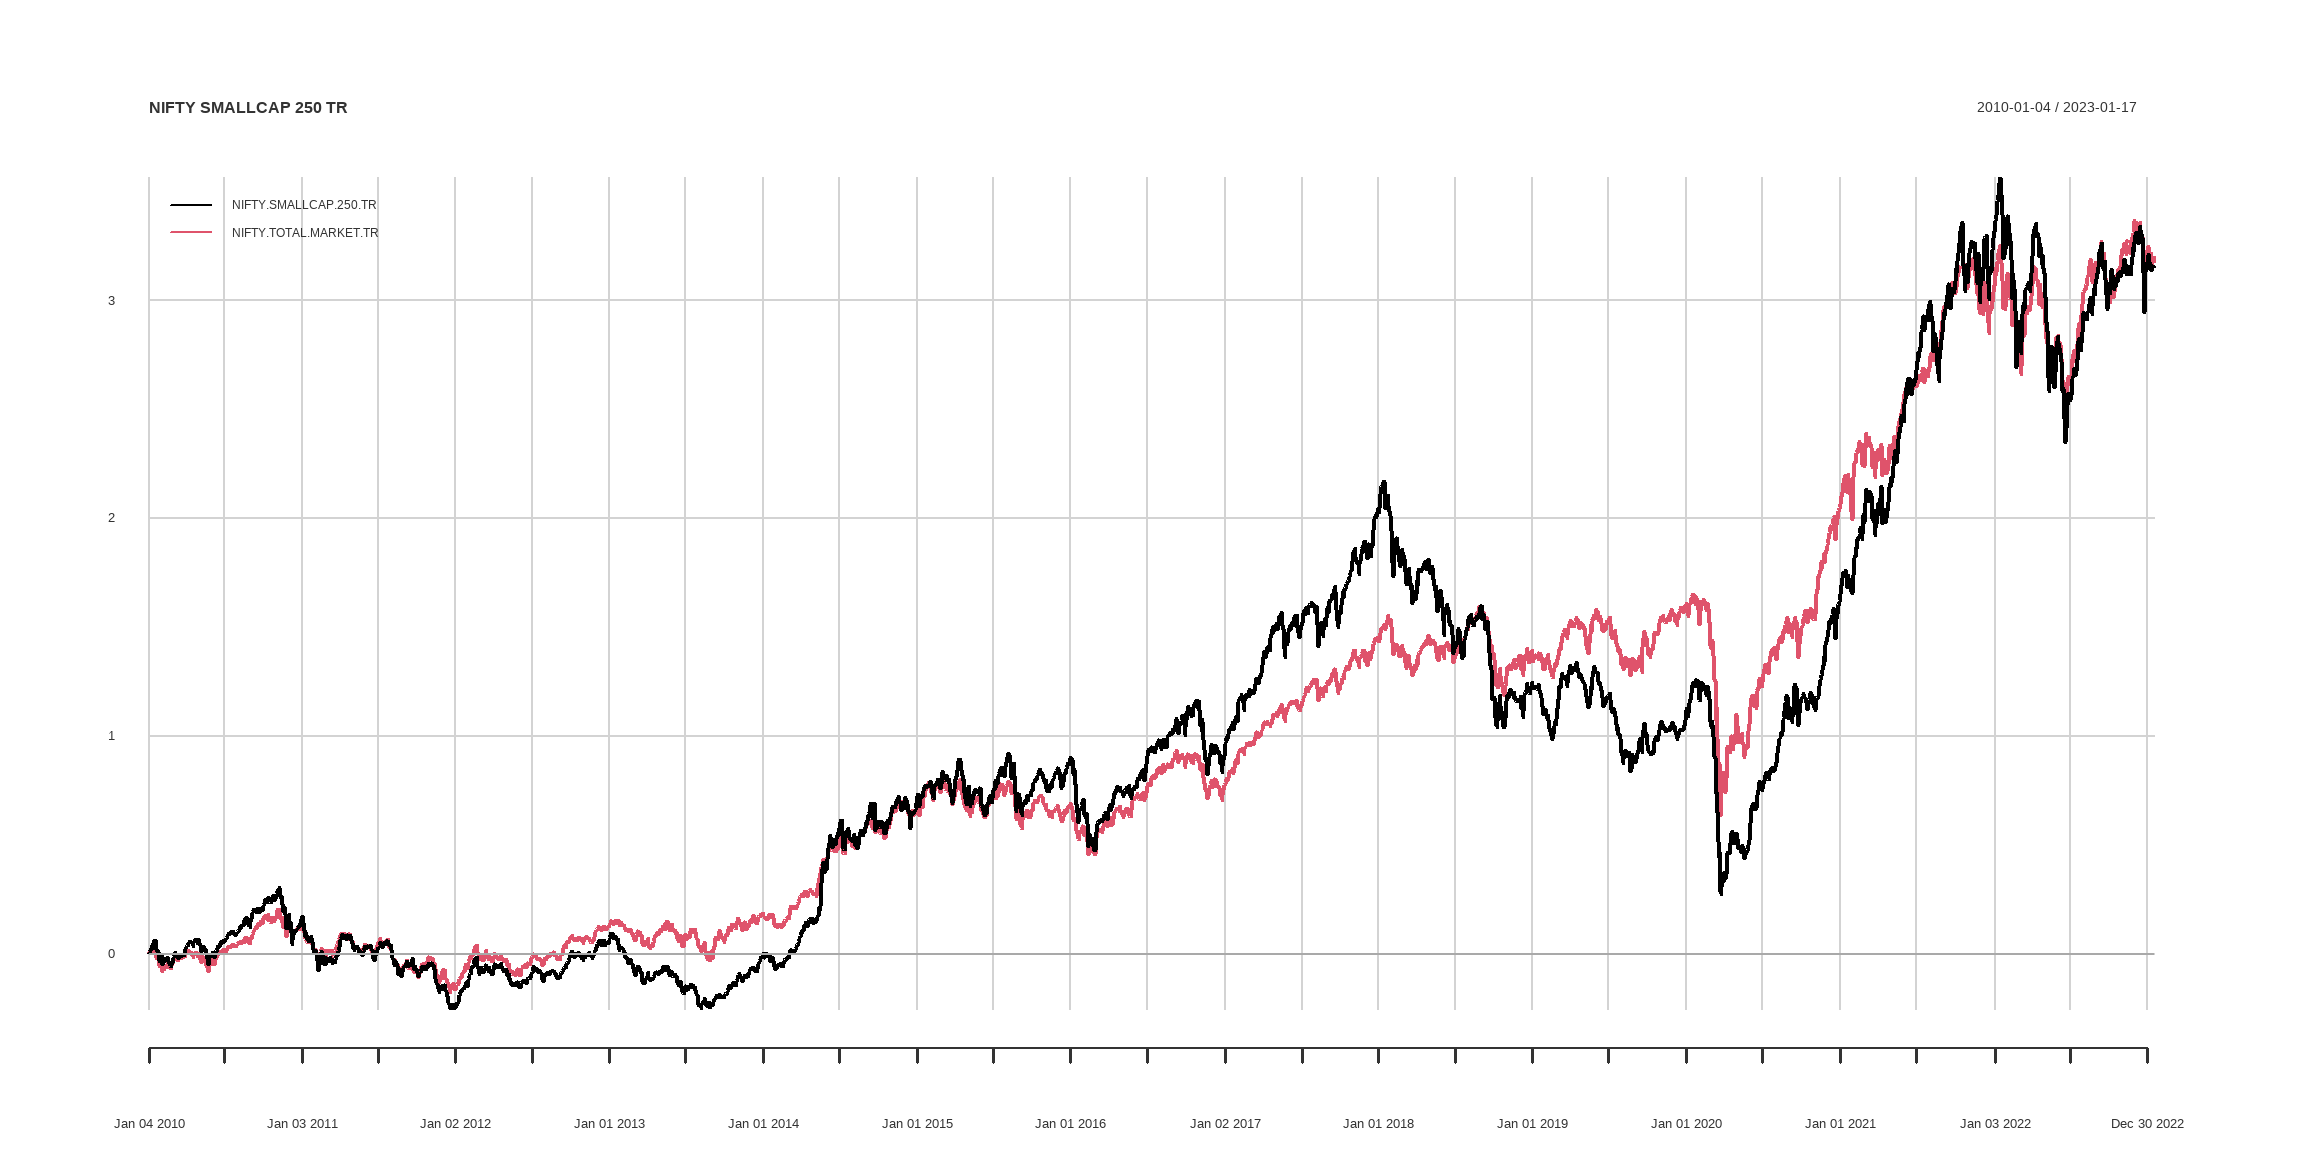 NIFTY SMALLCAP 250 TR
2010-01-04 / 2023-01-17
NIFTY.SMALLCAP.250.TR
NIFTY.TOTAL.MARKET.TR
3
2
1
0
Jan 04 2010
Jan 03 2011
Jan 02 2012
Jan 01 2013
Jan 01 2014
Jan 01 2015
Jan 01 2016
Jan 02 2017
Jan 01 2018
Jan 01 2019
Jan 01 2020
Jan 01 2021
Jan 03 2022
Dec 30 2022